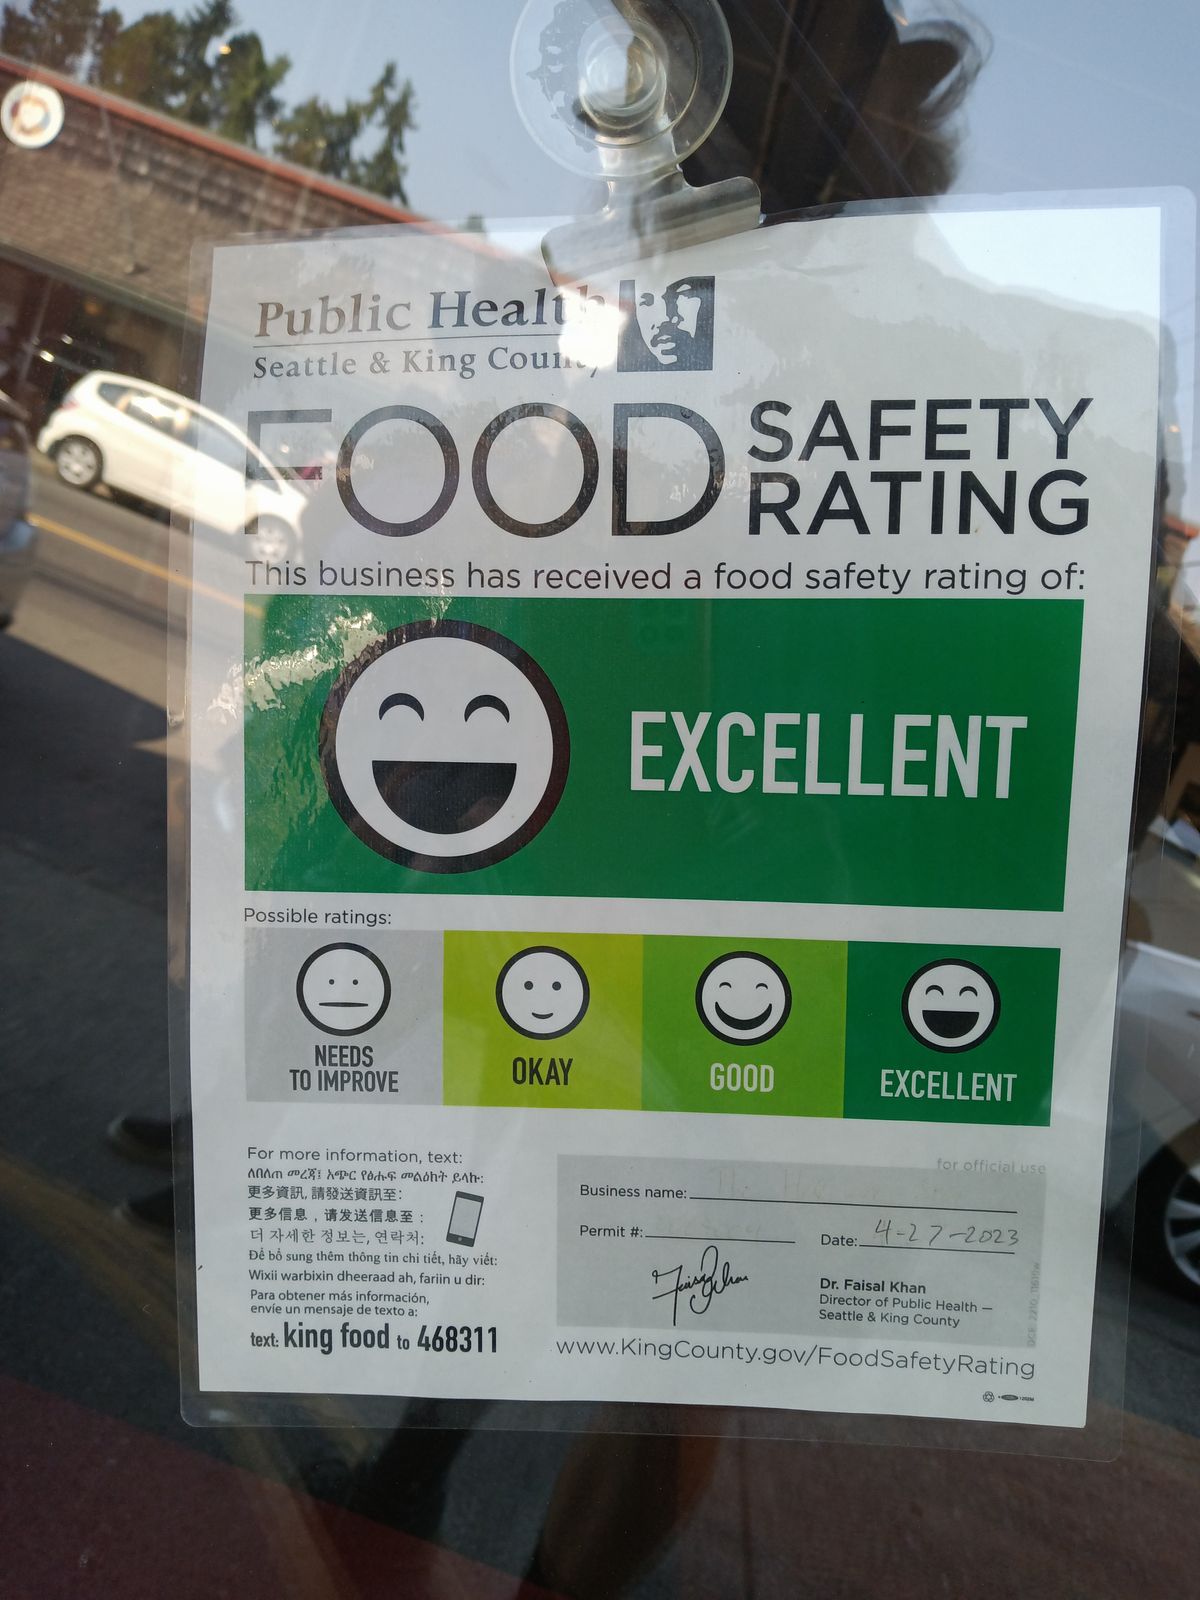 Public Health
Seattle & King County
FOOD SAFETY RATING
This business has received a food safety rating of:
EXCELLENT
Possible ratings:
NEEDS TO IMPROVE
OKAY
GOOD
EXCELLENT
For more information, text:
ለበለጠ መረጃ፤ አጭር የፅሑፍ መልዕክት ይላኩ:
更多資訊, 請發送資訊至:
更多信息，请发送信息至：
더 자세한 정보는, 연락처:
Để bổ sung thêm thông tin chi tiết, hãy viết:
Wixii warbixin dheeraad ah, fariin u dir:
Para obtener más información,
envíe un mensaje de texto a:
text: king food to 468311
for official use
Business name:
Permit #:
Date: 4-27-2023
Dr. Faisal Khan
Director of Public Health —
Seattle & King County
www.KingCounty.gov/FoodSafetyRating